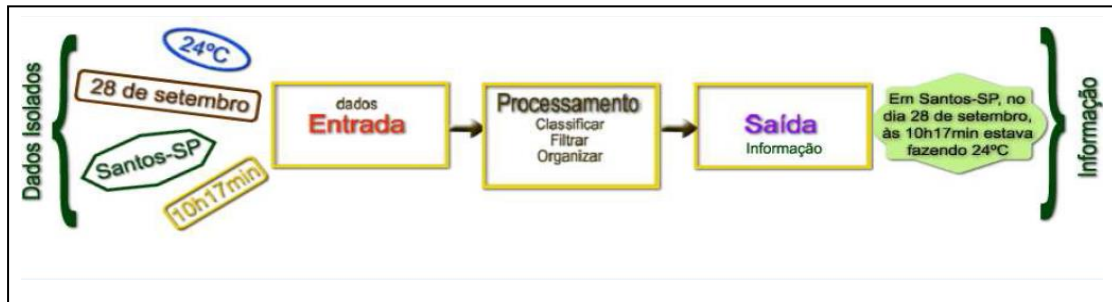 Dados Isolados
24ºC
28 de setembro
Santos-SP
10h17min
dados
Entrada
Processamento
Classificar
Filtrar
Organizar
Saída
Informação
Em Santos-SP, no
dia 28 de setembro,
às 10h17min estava
fazendo 24ºC
Informação